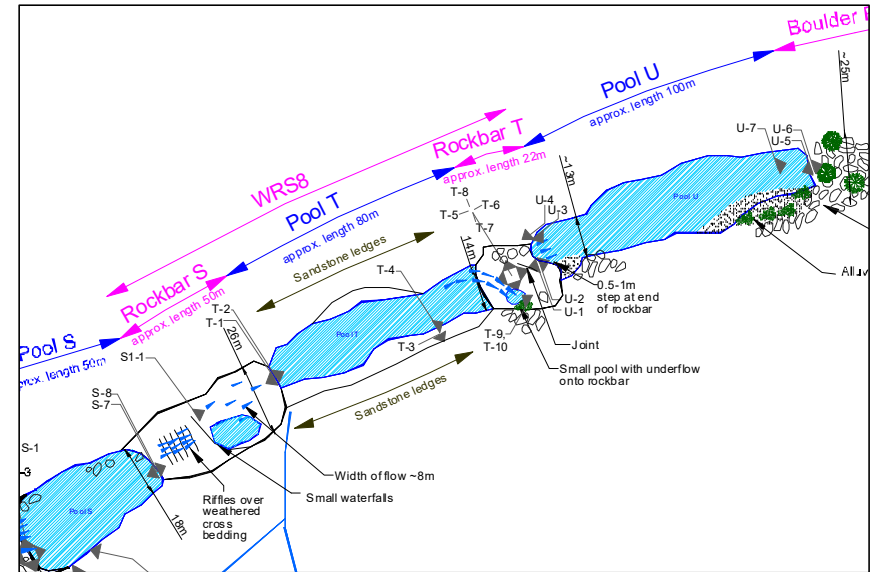 Boulder
~25m
Pool U
approx. length 100m
U-7
U-6
U-5
Rockbar T
approx. length 22m
~13m
WRS8
Pool T
approx. length 80m
T-8
T-6
T-5
T-7
U-4
U-3
Pool U
Sandstone ledges
14m
T-4
Rockbar S
approx. length 50m
T-2
T-1
26m
0.5-1m
step at end
of rockbar
U-2
U-1
Pool T
T-3
T-9,
T-10
Joint
Small pool with underflow
onto rockbar
Pool S
approx. length 50m
S1-1
Sandstone ledges
S-8
S-7
S-1
Width of flow ~8m
Small waterfalls
Riffles over
weathered
cross
bedding
18m
Pool S